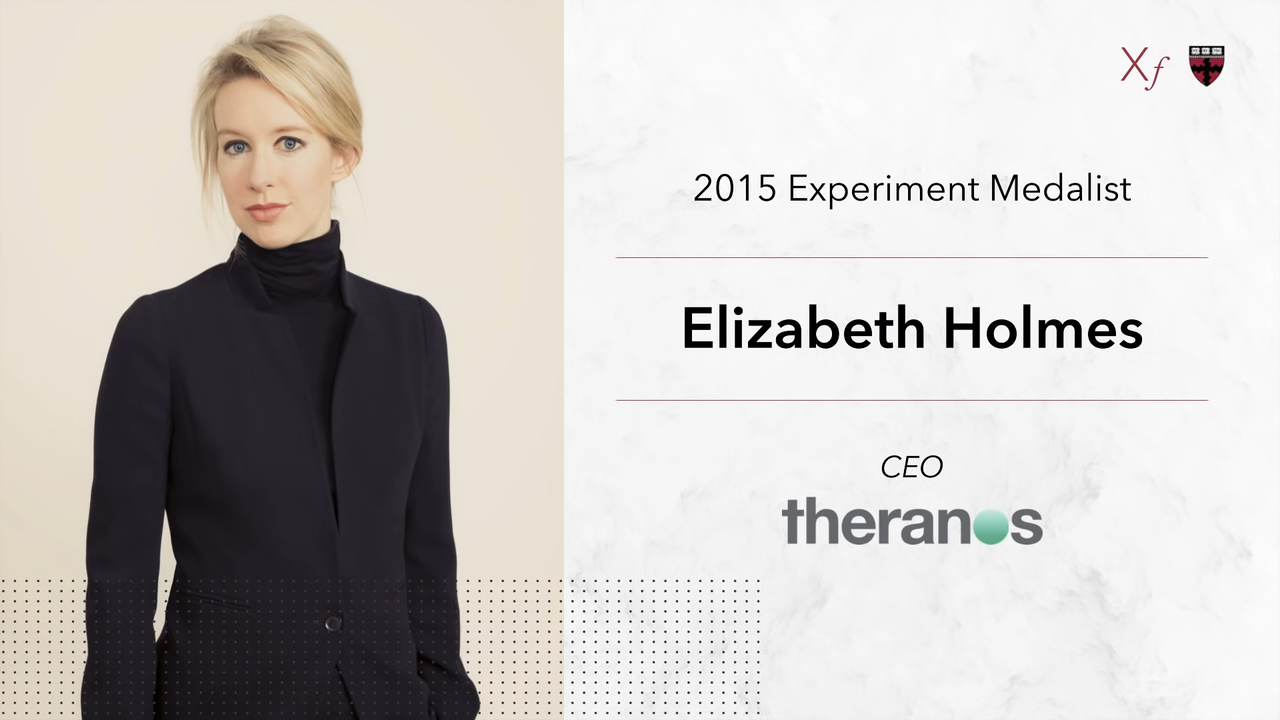 Xf
2015 Experiment Medalist
Elizabeth Holmes
CEO
theranos